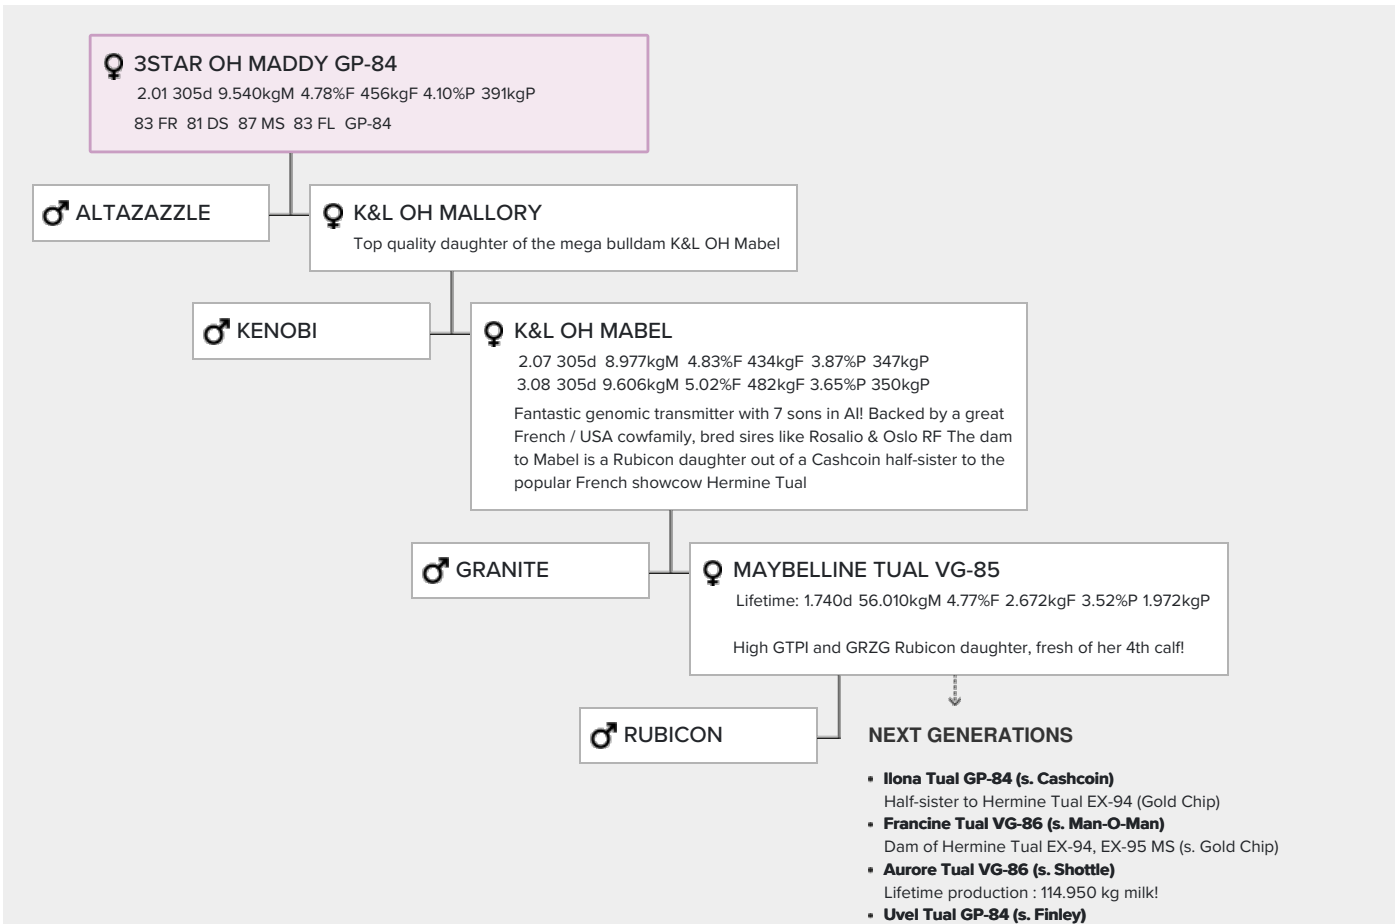 3STAR OH MADDY GP-84
2.01 305d 9.540kgM 4.78%F 456kgF 4.10%P 391kgP
83 FR 81 DS 87 MS 83 FL GP-84
ALTAZAZZLE
K&L OH MALLORY
Top quality daughter of the mega bulldam K&L OH Mabel
KENOBI
K&L OH MABEL
2.07 305d 8.977kgM 4.83%F 434kgF 3.87%P 347kgP
3.08 305d 9.606kgM 5.02%F 482kgF 3.65%P 350kgP
Fantastic genomic transmitter with 7 sons in AI! Backed by a great
French / USA cowfamily, bred sires like Rosalio & Oslo RF The dam
to Mabel is a Rubicon daughter out of a Cashcoin half-sister to the
popular French showcow Hermine Tual
GRANITE
MAYBELLINE TUAL VG-85
Lifetime: 1.740d 56.010kgM 4.77%F 2.672kgF 3.52%P 1.972kgP
High GTPI and GRZG Rubicon daughter, fresh of her 4th calf!
RUBICON
NEXT GENERATIONS
• Ilona Tual GP-84 (s. Cashcoin)
Half-sister to Hermine Tual EX-94 (Gold Chip)
• Francine Tual VG-86 (s. Man-O-Man)
Dam of Hermine Tual EX-94, EX-95 MS (s. Gold Chip)
• Aurore Tual VG-86 (s. Shottle)
Lifetime production : 114.950 kg milk!
• Uvel Tual GP-84 (s. Finley)